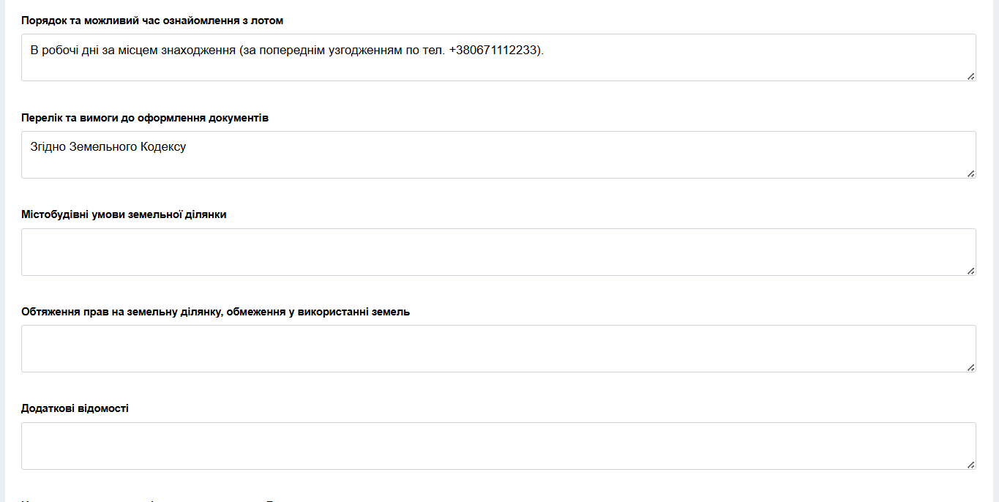 Порядок та можливий час ознайомлення з лотом
В робочі дні за місцем знаходження (за попереднім узгодженням по тел. +380671112233).
Перелік та вимоги до оформлення документів
Згідно Земельного Кодексу
Містобудівні умови земельної ділянки
Обтяження прав на земельну ділянку, обмеження у використанні земель
Додаткові відомості